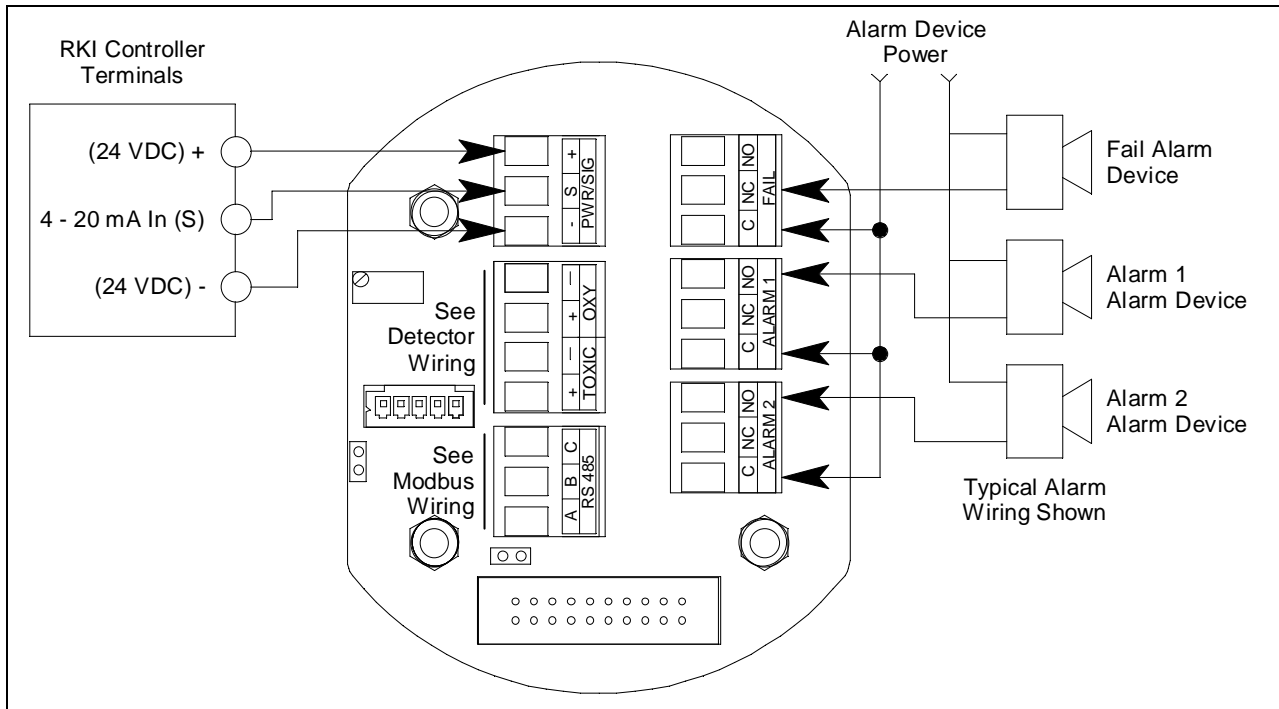 RKI Controller
Terminals
(24 VDC) +
4 - 20 mA In (S)
(24 VDC) -
Alarm Device
Power
- S +
PWR/SIG
C NC NO
FAIL
Fail Alarm
Device
See
Detector
Wiring
+ − + −
TOXIC OXY
C NC NO
ALARM 1
Alarm 1
Alarm Device
C NC NO
ALARM 2
Alarm 2
Alarm Device
See
Modbus
Wiring
A B C
RS 485
Typical Alarm
Wiring Shown